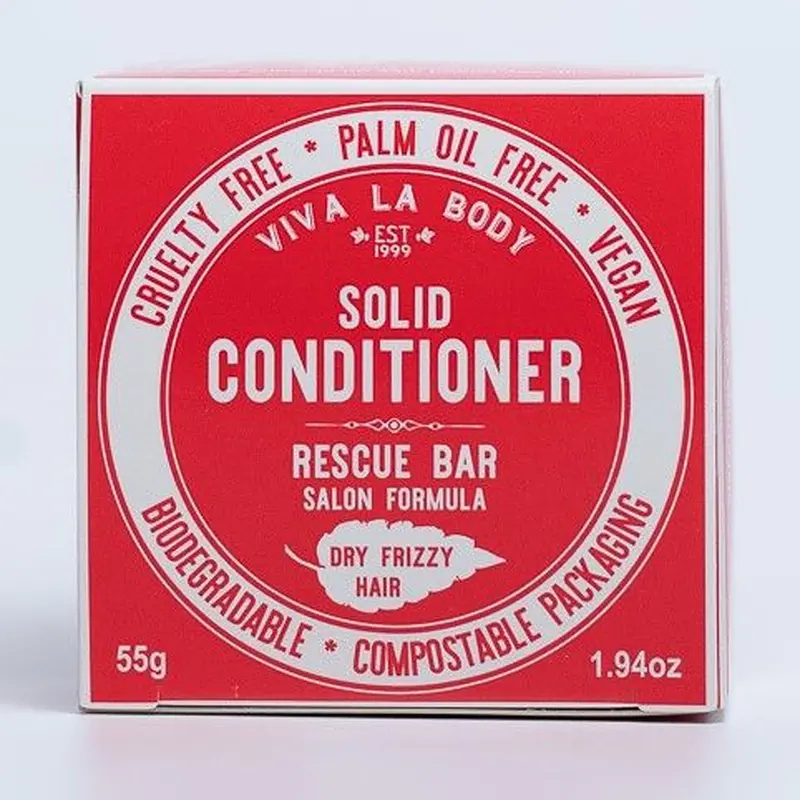 CRUELTY FREE * PALM OIL FREE * VEGAN
VIVA LA BODY
EST
1999
SOLID
CONDITIONER
RESCUE BAR
SALON FORMULA
DRY FRIZZY
HAIR
BIODEGRADABLE * COMPOSTABLE PACKAGING
55g
1.94oz